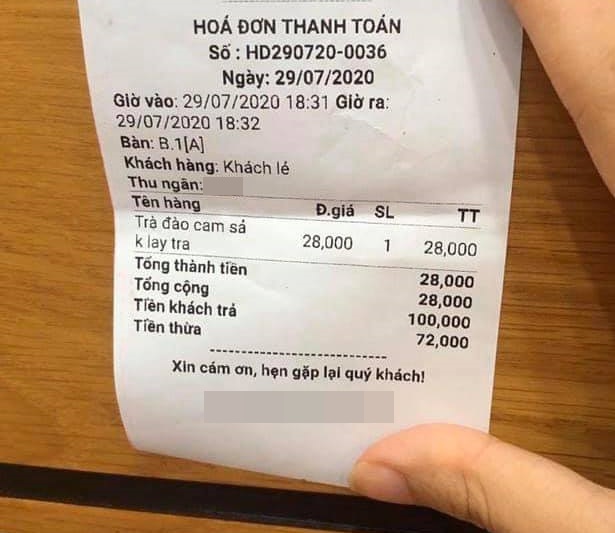 HOÁ ĐƠN THANH TOÁN
Số : HD290720-0036
Ngày: 29/07/2020
Giờ vào: 29/07/2020 18:31 Giờ ra:
29/07/2020 18:32
Bàn: B.1[A]
Khách hàng: Khách lẻ
Thu ngân:
Tên hàng Đ.giá SL TT
Trà đào cam sả
k lay tra 28,000 1 28,000
Tổng thành tiền 28,000
Tổng cộng 28,000
Tiền khách trả 100,000
Tiền thừa 72,000
Xin cám ơn, hẹn gặp lại quý khách!